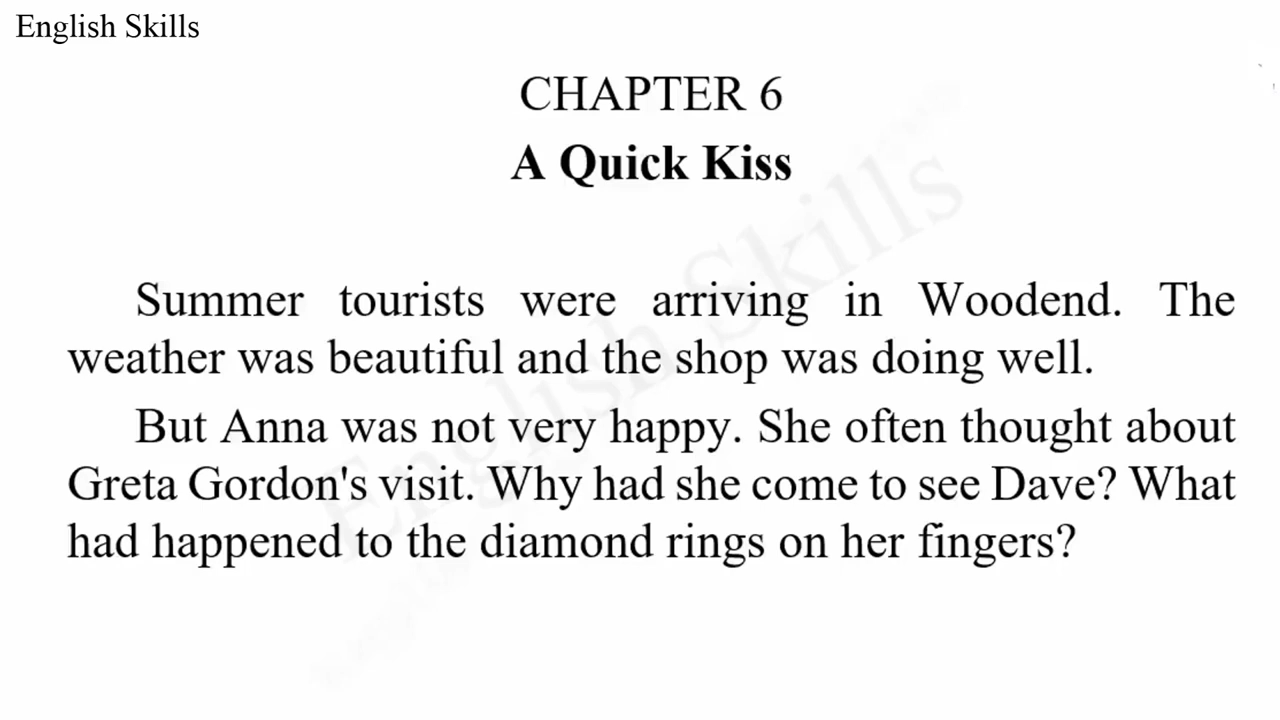 English Skills
CHAPTER 6
A Quick Kiss
Summer tourists were arriving in Woodend. The
weather was beautiful and the shop was doing well.
But Anna was not very happy. She often thought about
Greta Gordon's visit. Why had she come to see Dave? What
had happened to the diamond rings on her fingers?
English Skills